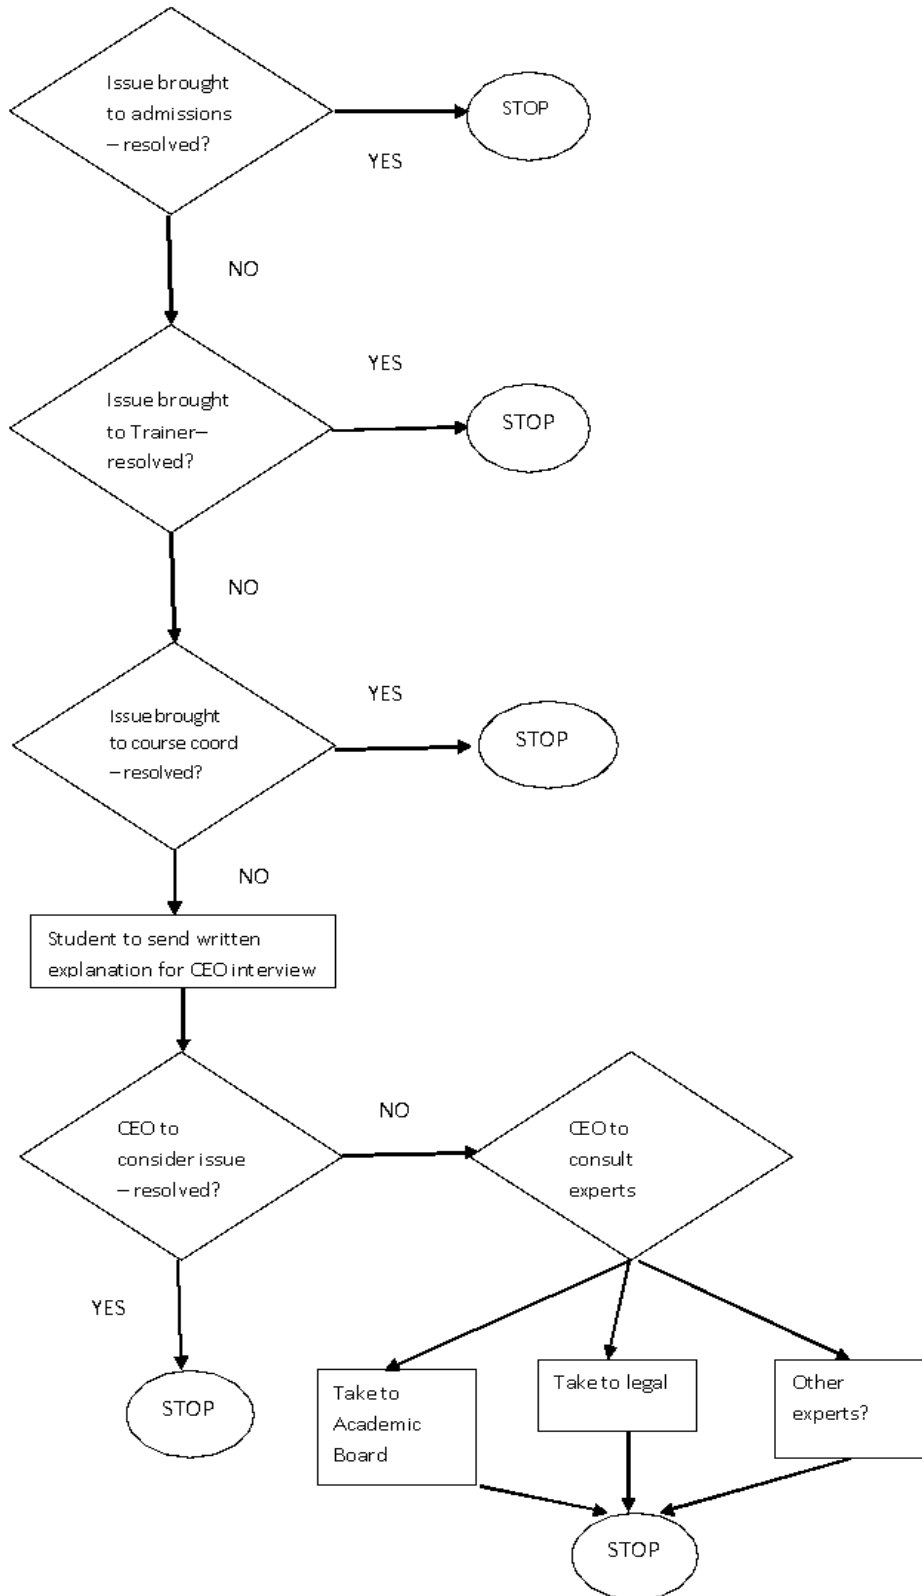 Issue brought
to admissions
– resolved?
STOP
YES
NO
YES
Issue brought
to Trainer–
resolved?
STOP
NO
YES
Issue brought
to course coord
– resolved?
STOP
NO
Student to send written
explanation for CEO interview
CEO to
consider issue
– resolved?
NO
CEO to
consult
experts
YES
STOP
Take to
Academic
Board
Take to legal
Other
experts?
STOP